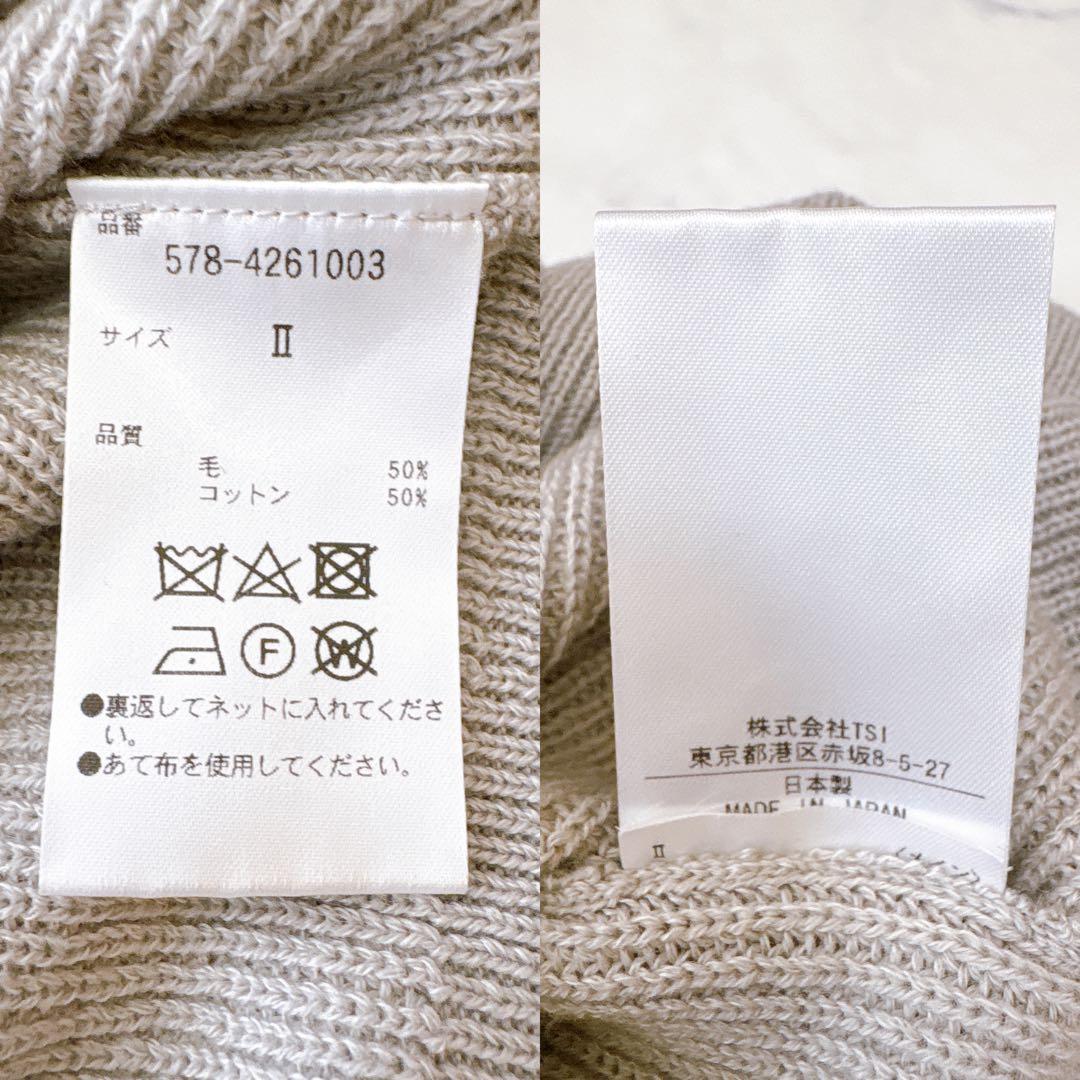 品番
578-4261003
サイズ Ⅱ
品質
毛 50%
コットン 50%
F
W
●裏返してネットに入れてくださ
い。
●あて布を使用してください。
株式会社TSI
東京都港区赤坂8-5-27
日本製
MADE IN JAPAN
Ⅱ